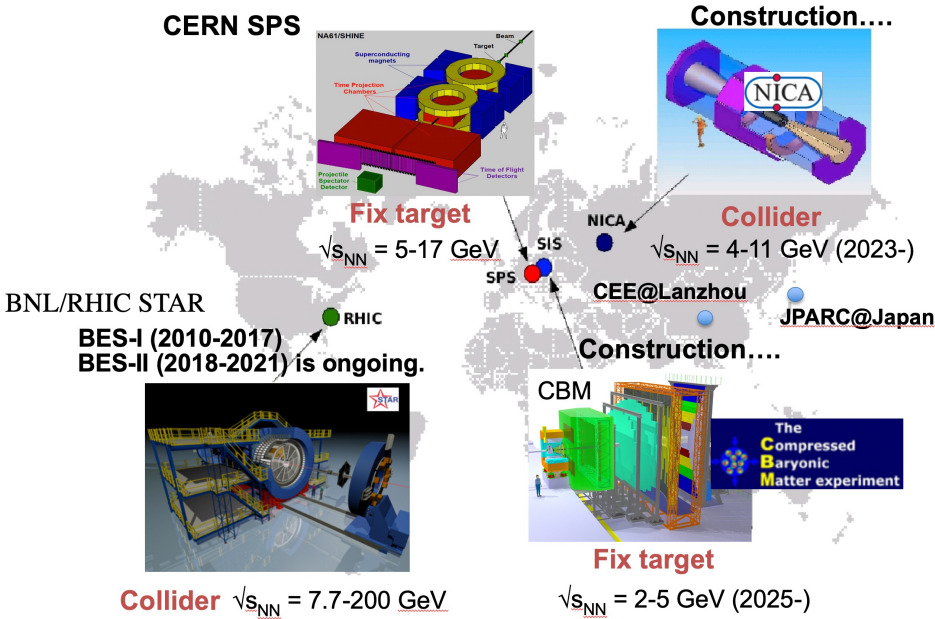 CERN SPS
Construction….
NA61/SHINE
Beam
Target
Superconducting
magnets
Time Projection
Chambers
Time of Flight
Detectors
Projectile
Spectator
Detector
NICA
Fix target
√sNN = 5-17 GeV
Collider
√sNN = 4-11 GeV (2023-)
NICA
SIS
SPS
CEE@Lanzhou
JPARC@Japan
BNL/RHIC STAR
RHIC
BES-I (2010-2017)
BES-II (2018-2021) is ongoing.
Construction….
STAR
CBM
The
Compressed
Baryonic
Matter experiment
Fix target
√sNN = 2-5 GeV (2025-)
Collider √sNN = 7.7-200 GeV